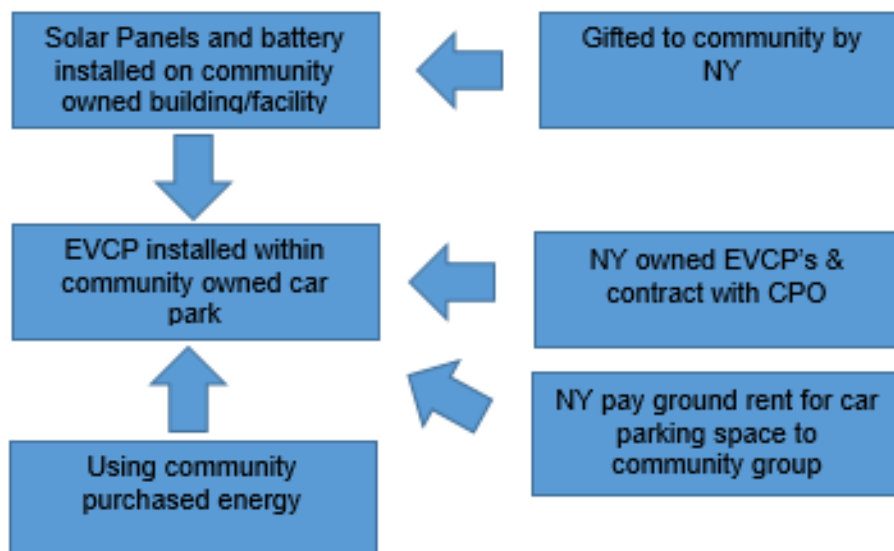 Solar Panels and battery
installed on community
owned building/facility
Gifted to community by
NY
EVCP installed within
community owned car
park
NY owned EVCP's &
contract with CPO
NY pay ground rent for car
parking space to
community group
Using community
purchased energy